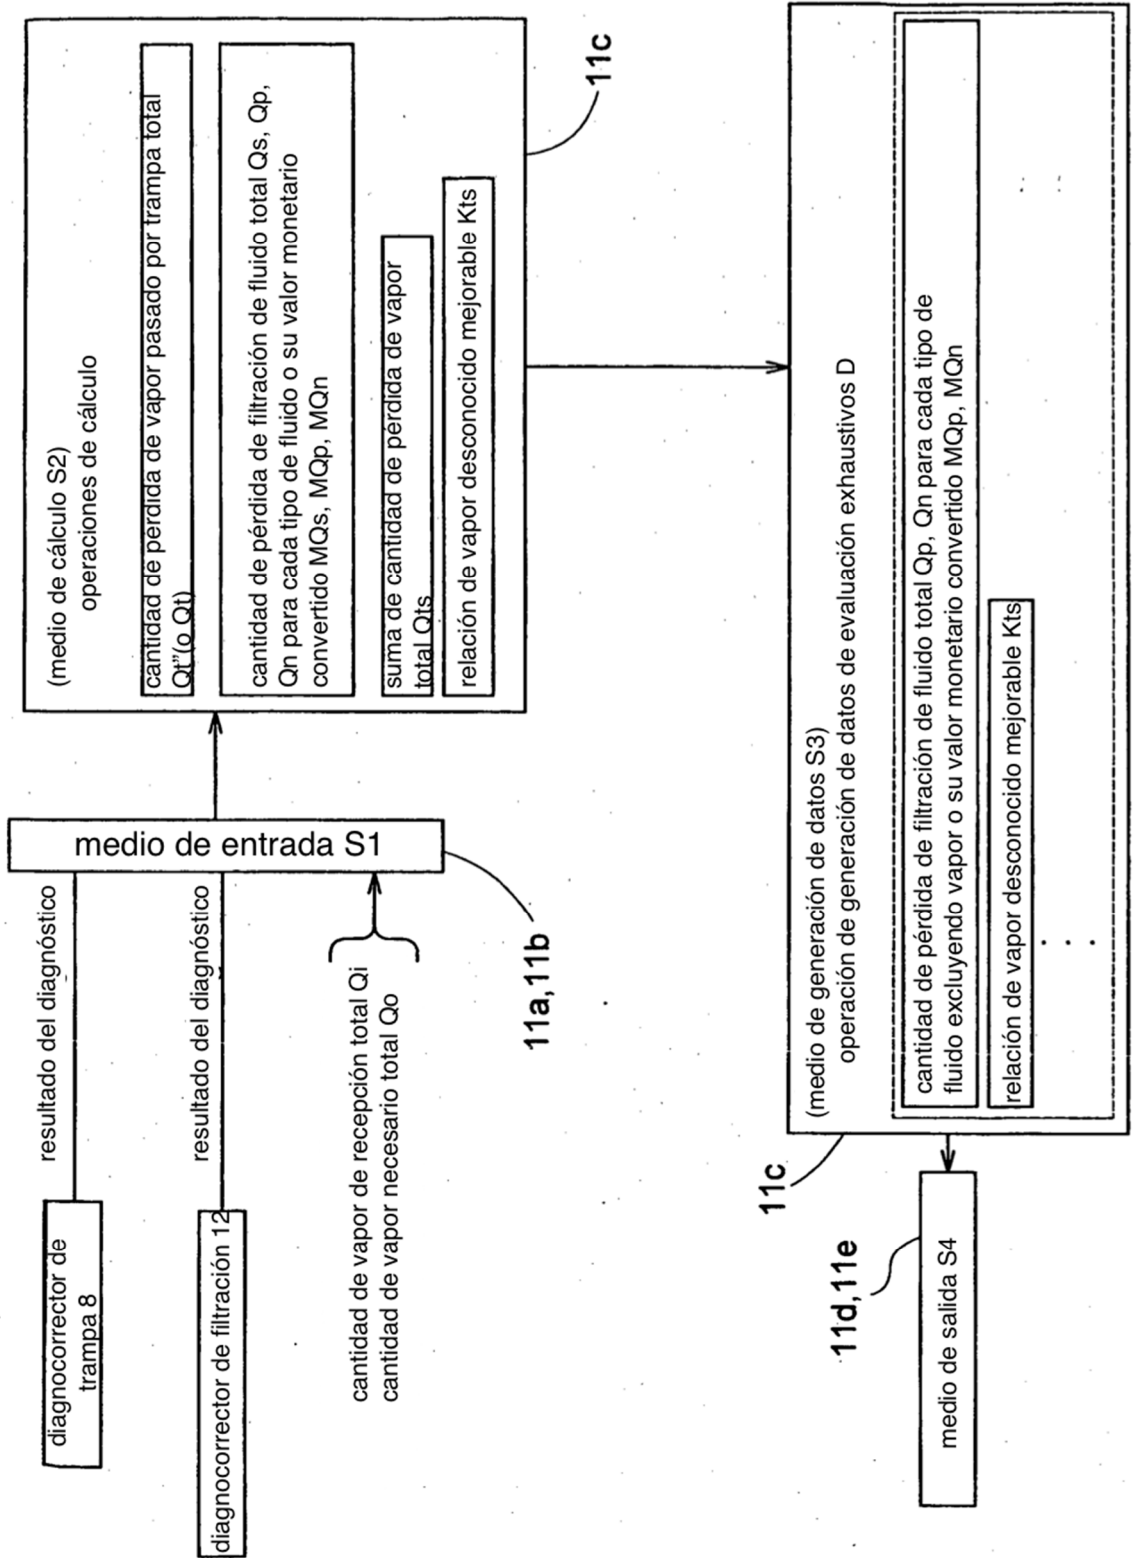 diagnocorrector de
trampa 8
resultado del diagnóstico
diagnocorrector de filtración 12
resultado del diagnóstico
cantidad de vapor de recepción total Qi
cantidad de vapor necesario total Qo
medio de entrada S1
11a,11b
(medio de cálculo S2)
operaciones de cálculo
cantidad de pérdida de vapor pasado por trampa total
Qt"(o Qt)
cantidad de pérdida de filtración de fluido total Qs, Qp,
Qn para cada tipo de fluido o su valor monetario
convertido MQs, MQp, MQn
suma de cantidad de pérdida de vapor
total Qts
relación de vapor desconocido mejorable Kts
11c
(medio de generación de datos S3)
operación de generación de datos de evaluación exhaustivos D
cantidad de pérdida de filtración de fluido total Qp, Qn para cada tipo de
fluido excluyendo vapor o su valor monetario convertido MQp, MQn
relación de vapor desconocido mejorable Kts
. . .
11c
11d,11e
medio de salida S4